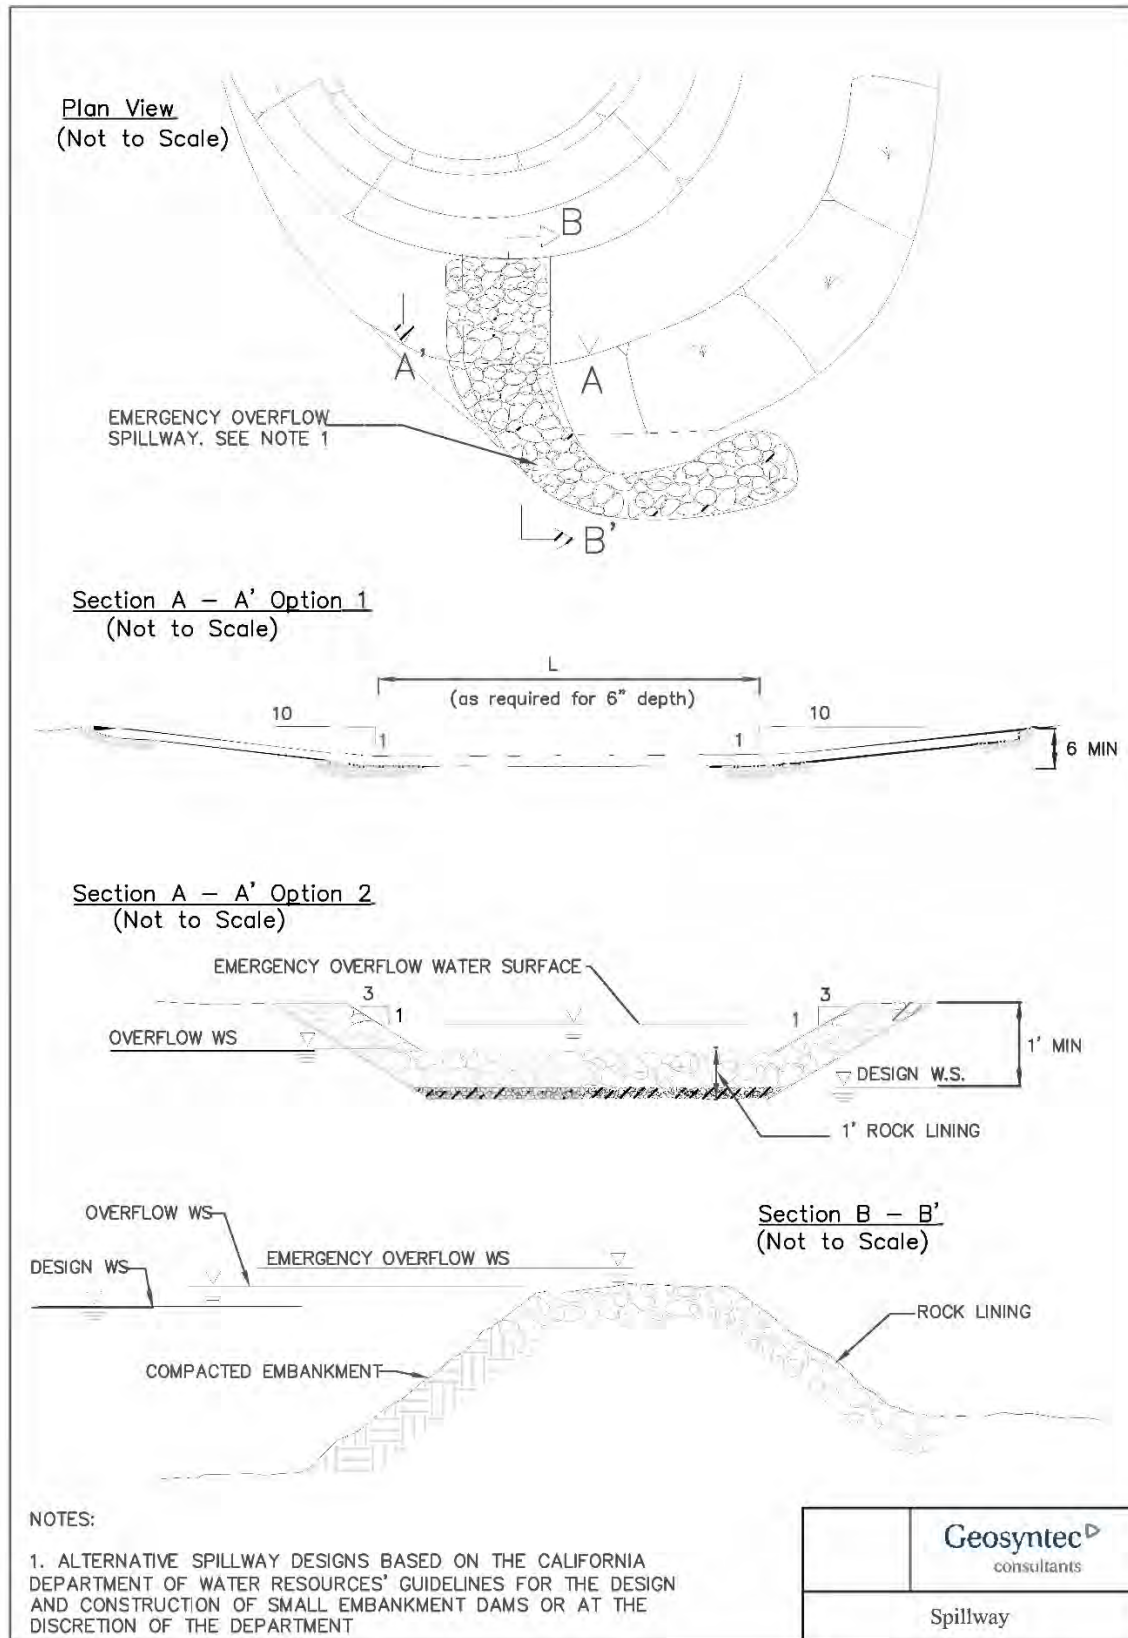 Plan View
(Not to Scale)
B
A'
A
EMERGENCY OVERFLOW
SPILLWAY. SEE NOTE 1
B'
Section A – A' Option 1
(Not to Scale)
L
(as required for 6" depth)
10
10
1
1
6 MIN
Section A – A' Option 2
(Not to Scale)
EMERGENCY OVERFLOW WATER SURFACE
3
3
1
1
OVERFLOW WS
1' MIN
DESIGN W.S.
1' ROCK LINING
OVERFLOW WS
Section B – B'
(Not to Scale)
EMERGENCY OVERFLOW WS
DESIGN WS
ROCK LINING
COMPACTED EMBANKMENT
NOTES:
1. ALTERNATIVE SPILLWAY DESIGNS BASED ON THE CALIFORNIA
DEPARTMENT OF WATER RESOURCES' GUIDELINES FOR THE DESIGN
AND CONSTRUCTION OF SMALL EMBANKMENT DAMS OR AT THE
DISCRETION OF THE DEPARTMENT
Geosyntec
consultants
Spillway